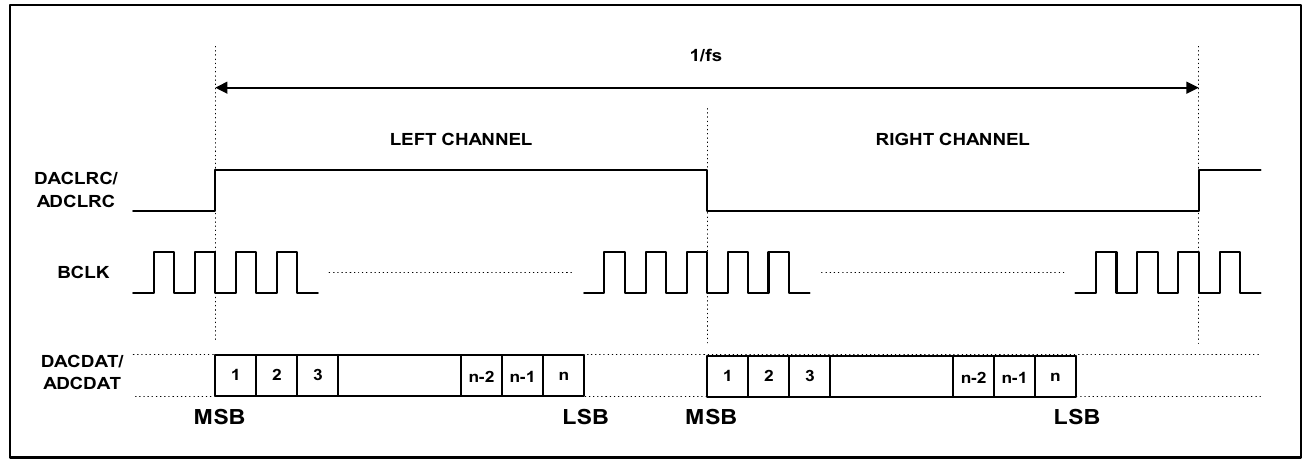 1/fs
LEFT CHANNEL RIGHT CHANNEL
DACLRC/
ADCLRC
BCLK
DACDAT/
ADCDAT
1 2 3 n-2 n-1 n 1 2 3 n-2 n-1 n
MSB LSB MSB LSB